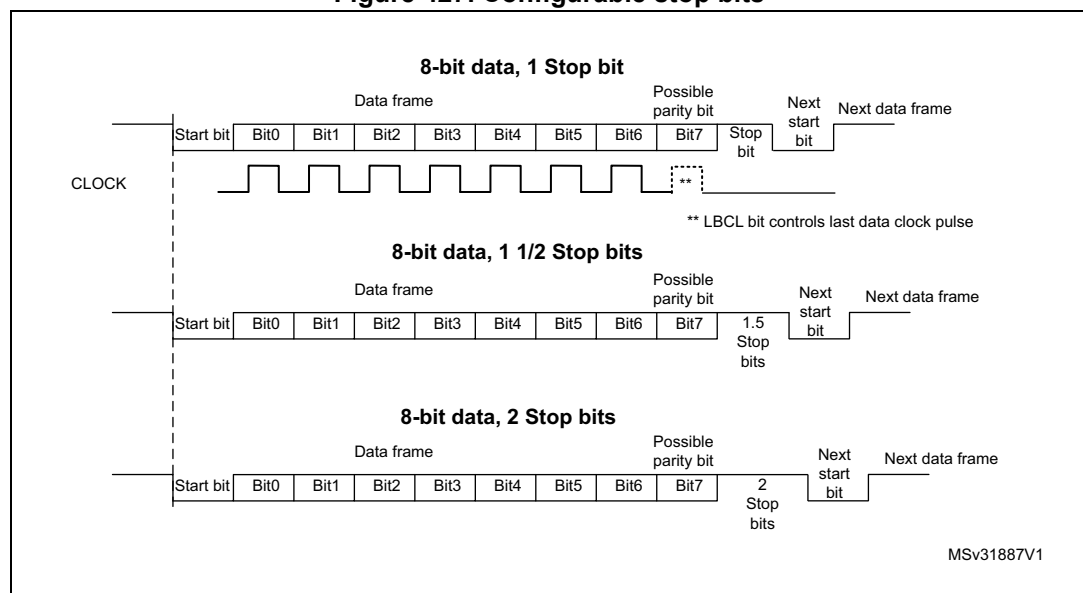 8-bit data, 1 Stop bit
Data frame
Possible
parity bit
Next
start
bit
Next data frame
Start bit Bit0 Bit1 Bit2 Bit3 Bit4 Bit5 Bit6 Bit7 Stop
bit
CLOCK
**
** LBCL bit controls last data clock pulse
8-bit data, 1 1/2 Stop bits
Data frame
Possible
parity bit
Next
start
bit
Next data frame
Start bit Bit0 Bit1 Bit2 Bit3 Bit4 Bit5 Bit6 Bit7 1.5
Stop
bits
8-bit data, 2 Stop bits
Data frame
Possible
parity bit
Next
start
bit
Next data frame
Start bit Bit0 Bit1 Bit2 Bit3 Bit4 Bit5 Bit6 Bit7 2
Stop
bits
MSv31887V1